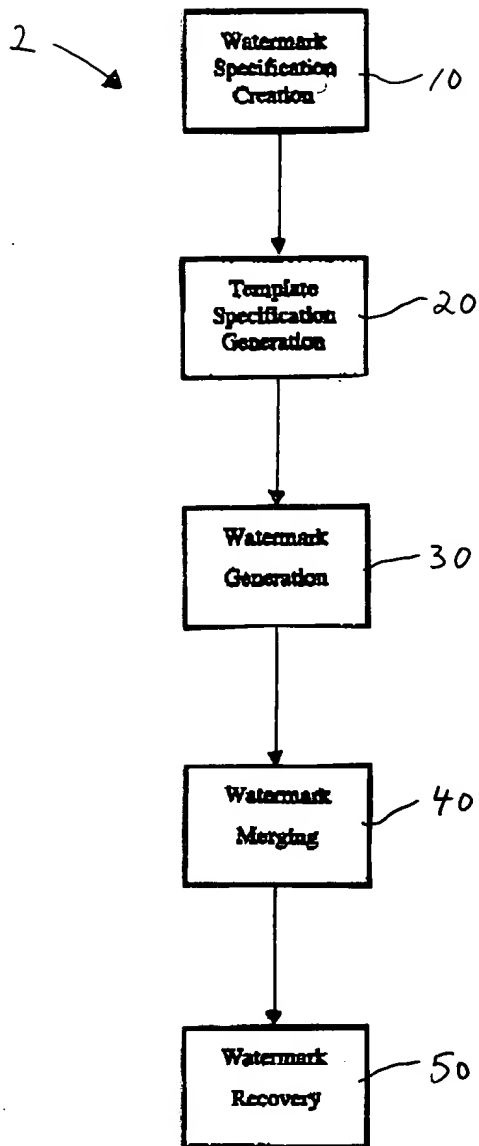 2
Watermark
Specification
Creation
10
Template
Specification
Generation
20
Watermark
Generation
30
Watermark
Merging
40
Watermark
Recovery
50